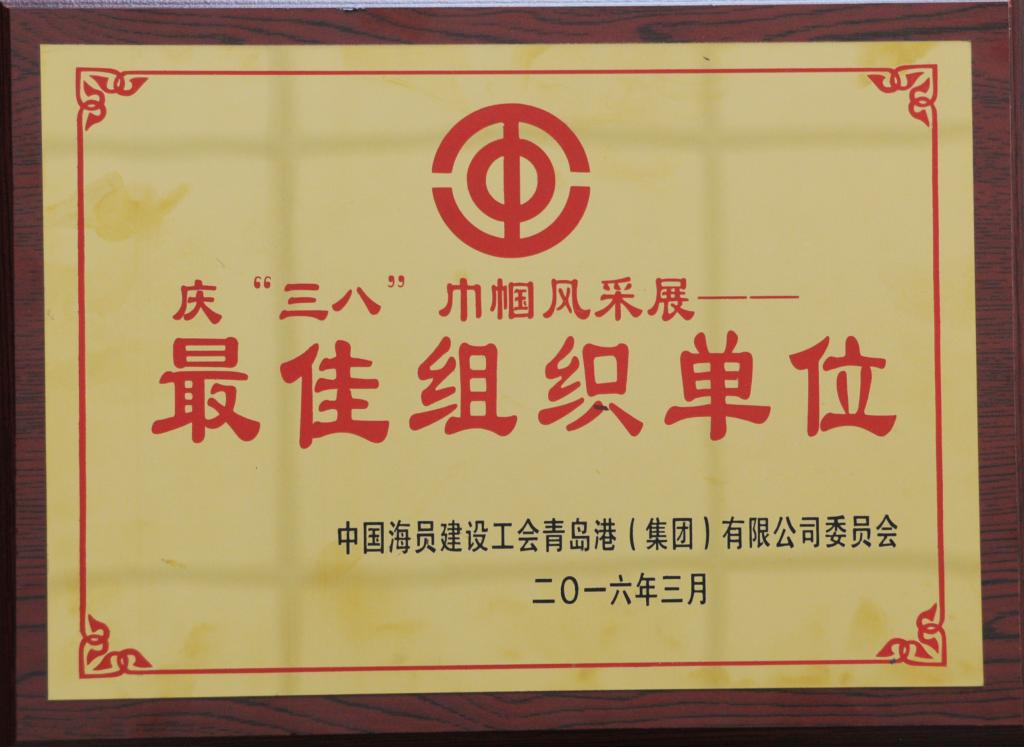 庆“三八”巾帼风采展——
最佳组织单位
中国海员建设工会青岛港(集团)有限公司委员会
二〇一六年三月